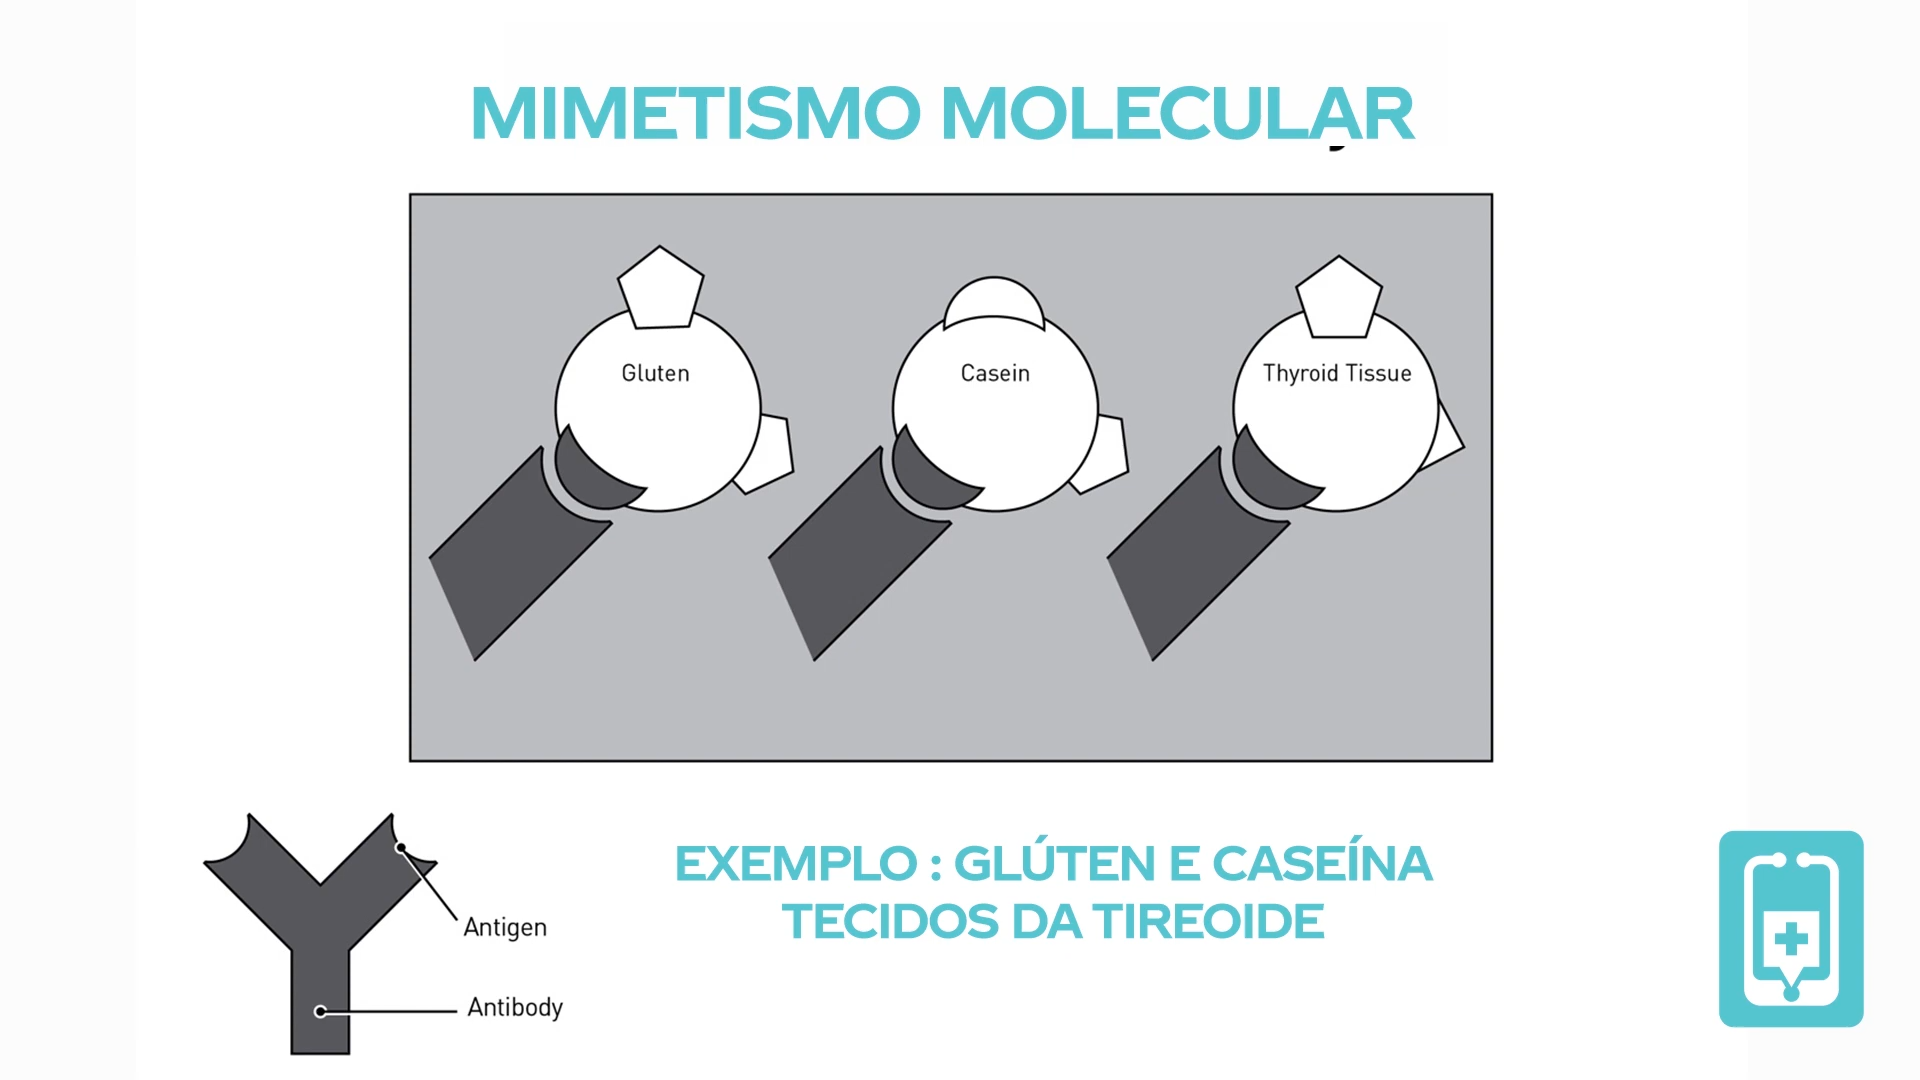 MIMETISMO MOLECULAR
Gluten
Casein
Thyroid Tissue
Antigen
Antibody
EXEMPLO : GLÚTEN E CASEÍNA
TECIDOS DA TIREOIDE